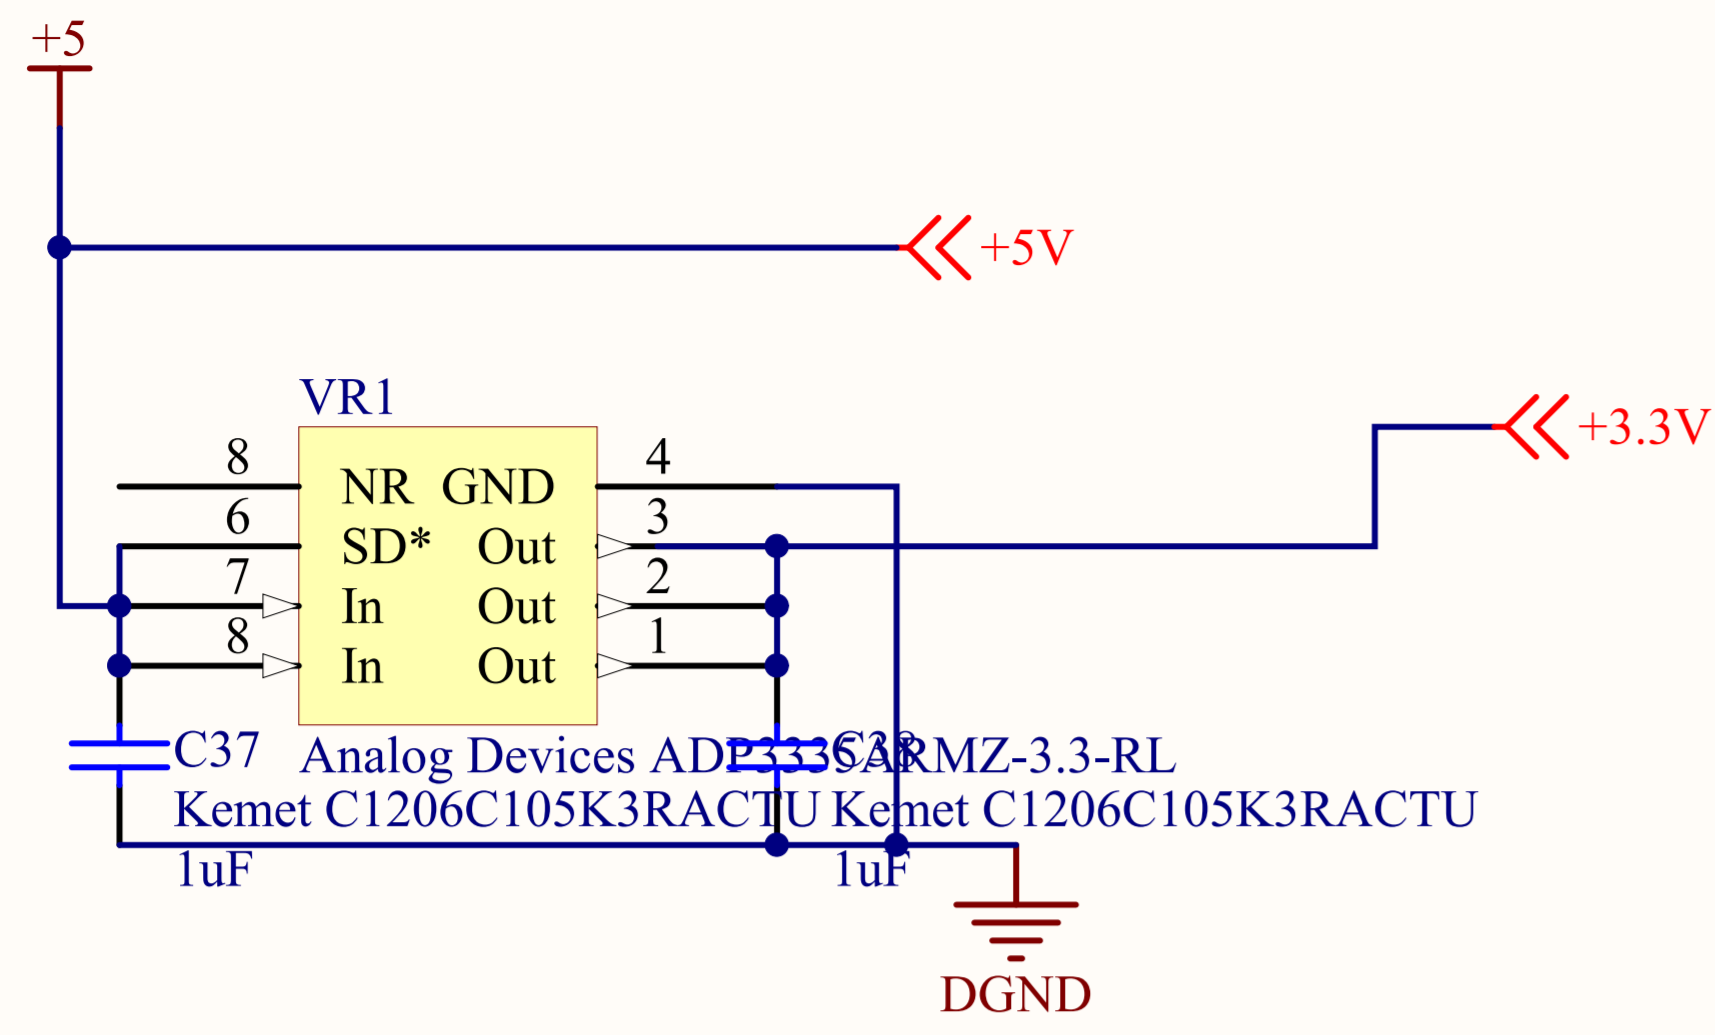 +5
+5V
VR1
+3.3V
8 NR GND 4
6 SD* Out 3
7 In Out 2
8 In Out 1
C37 Analog Devices ADP3335ARMZ-3.3-RL C38
Kemet C1206C105K3RACTU Kemet C1206C105K3RACTU
1uF 1uF
DGND